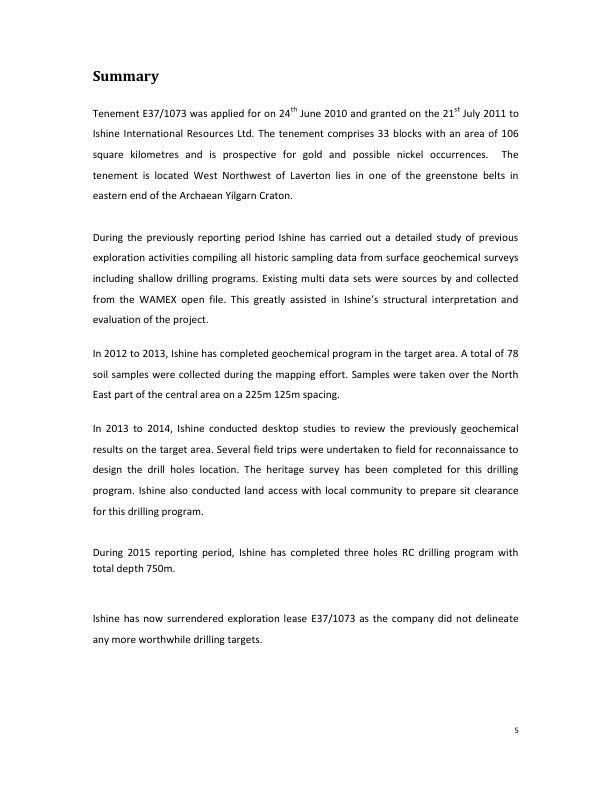 Summary
Tenement E37/1073 was applied for on 24th June 2010 and granted on the 21st July 2011 to
Ishine International Resources Ltd. The tenement comprises 33 blocks with an area of 106
square kilometres and is prospective for gold and possible nickel occurrences. The
tenement is located West Northwest of Laverton lies in one of the greenstone belts in
eastern end of the Archaean Yilgarn Craton.
During the previously reporting period Ishine has carried out a detailed study of previous
exploration activities compiling all historic sampling data from surface geochemical surveys
including shallow drilling programs. Existing multi data sets were sources by and collected
from the WAMEX open file. This greatly assisted in Ishine’s structural interpretation and
evaluation of the project.
In 2012 to 2013, Ishine has completed geochemical program in the target area. A total of 78
soil samples were collected during the mapping effort. Samples were taken over the North
East part of the central area on a 225m 125m spacing.
In 2013 to 2014, Ishine conducted desktop studies to review the previously geochemical
results on the target area. Several field trips were undertaken to field for reconnaissance to
design the drill holes location. The heritage survey has been completed for this drilling
program. Ishine also conducted land access with local community to prepare sit clearance
for this drilling program.
During 2015 reporting period, Ishine has completed three holes RC drilling program with
total depth 750m.
Ishine has now surrendered exploration lease E37/1073 as the company did not delineate
any more worthwhile drilling targets.
5